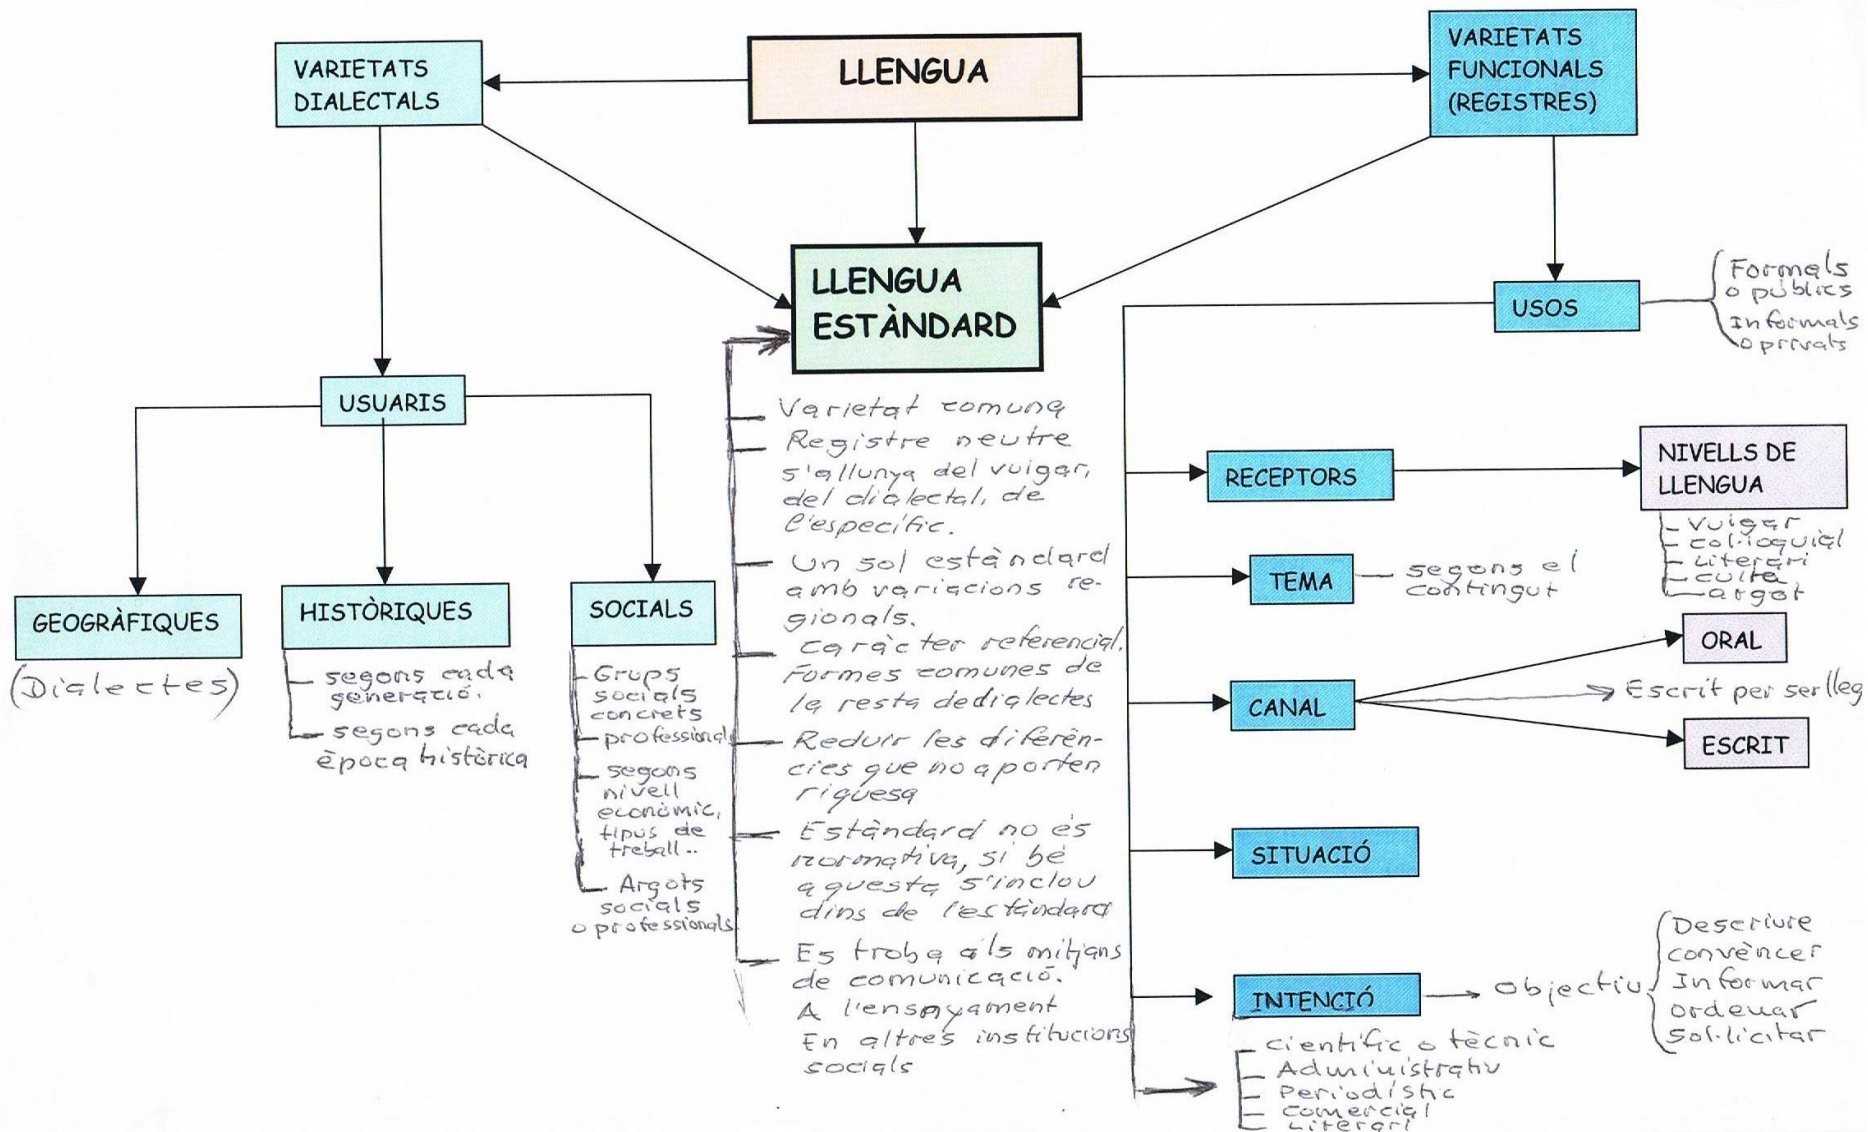 LLENGUA
VARIETATS
DIALECTALS
VARIETATS
FUNCIONALS
(REGISTRES)
LLENGUA
ESTÀNDARD
USUARIS
GEOGRÀFIQUES
(Dialectes)
HISTÒRIQUES
segons cada
generació.
segons cada
època històrica
SOCIALS
Grups
socials
concrets
professional
segons
nivell
econòmic,
tipus de
treball..
Argots
socials
o professionals
Varietat comuna
Registre neutre
s'allunya del vulgar,
del dialectal, de
l'específic.
Un sol estàndard
amb variacions re-
gionals.
caràcter referencial.
Formes comunes de
la resta dedialectes
Reduir les diferèn-
cies que no aporten
riquesa
Estàndard no és
normativa, si bé
aquesta s'inclou
dins de l'estàndard
Es troba als mitjans
de comunicació.
A l'ensenyament
En altres institucions
socials
USOS
Formals
o públics
Informals
o privats
RECEPTORS
NIVELLS DE
LLENGUA
vulgar
col·loquial
Literari
culte
argot
TEMA
segons el
contingut
CANAL
ORAL
Escrit per ser lleg
ESCRIT
SITUACIÓ
INTENCIÓ
objectiu
Descriure
convèncer
Informar
ordenar
Sol·licitar
científic o tècnic
Administratiu
Periodístic
comercial
Literari